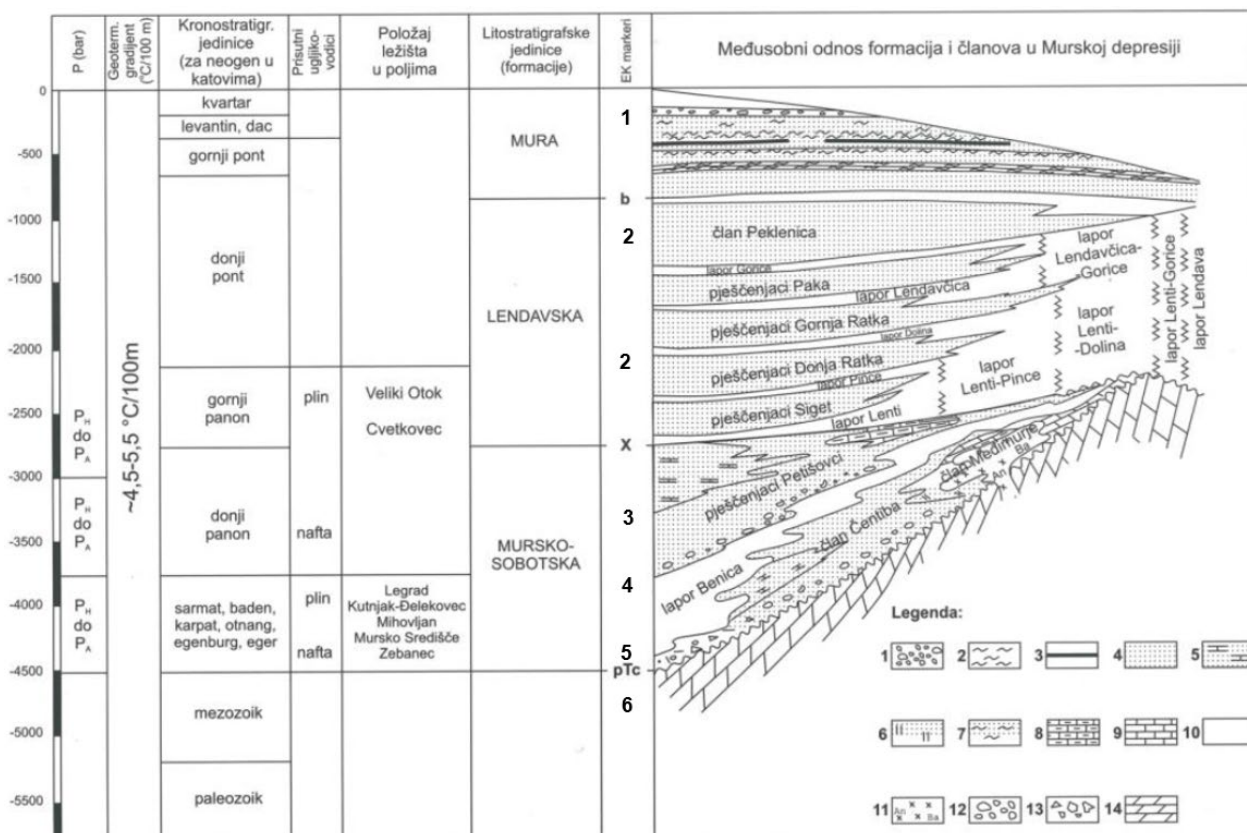 P (bar)
Geoterm.
gradijent
(°C/100 m)
Kronostratigr.
jedinice
(za neogen u
katovima)
Prisutni
ugljiko-
vodici
Položaj
ležišta
u poljima
Litostratigrafske
jedinice
(formacije)
EK markeri
Međusobni odnos formacija i članova u Murskoj depresiji
0
-500
-1000
-1500
-2000
-2500
-3000
-3500
-4000
-4500
-5000
-5500
PH
do
PA
PH
do
PA
PH
do
PA
~4,5-5,5 °C/100m
kvartar
levantin, dac
gornji pont
donji
pont
gornji
panon
donji
panon
sarmat, baden,
karpat, otnang,
egenburg, eger
mezozoik
paleozoik
plin
nafta
plin
nafta
Veliki Otok
Cvetkovec
Legrad
Kutnjak-Đelekovec
Mihovljan
Mursko Središče
Zebanec
MURA
LENDAVSKA
MURSKO-
SOBOTSKA
1
b
2
2
X
3
4
5
pTc
6
član Peklenica
lapor Gorice
pješčenjaci Paka
lapor Lendavčica
pješčenjaci Gornja Ratka
lapor Dolina
pješčenjaci Donja Ratka
lapor Pince
pješčenjaci Siget
lapor Lenti
lapor
Lendavčica-
Gorice
lapor
Lenti-
-Dolina
lapor
Lenti-Pince
lapor Lenti-Gorice
lapor Lendava
pješčenjaci Petišovci
član Međimurje
An
Ba
član Čentiba
lapor Benica
Legenda:
1
2
3
4
5
6
7
8
9
10
11 An Ba
12
13
14